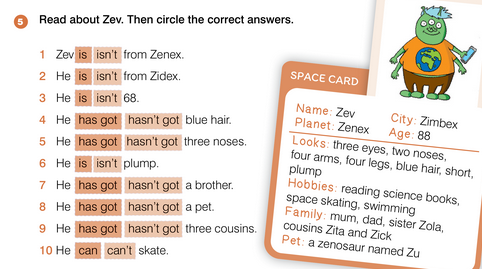 5 Read about Zev. Then circle the correct answers.
1 Zev is isn't from Zenex.
2 He is isn't from Zidex.
3 He is isn't 68.
4 He has got hasn't got blue hair.
5 He has got hasn't got three noses.
6 He is isn't plump.
7 He has got hasn't got a brother.
8 He has got hasn't got a pet.
9 He has got hasn't got three cousins.
10 He can can't skate.
SPACE CARD
Name: Zev
City: Zimbex
Planet: Zenex
Age: 88
Looks: three eyes, two noses,
four arms, four legs, blue hair, short,
plump
Hobbies: reading science books,
space skating, swimming
Family: mum, dad, sister Zola,
cousins Zita and Zick
Pet: a zenosaur named Zu